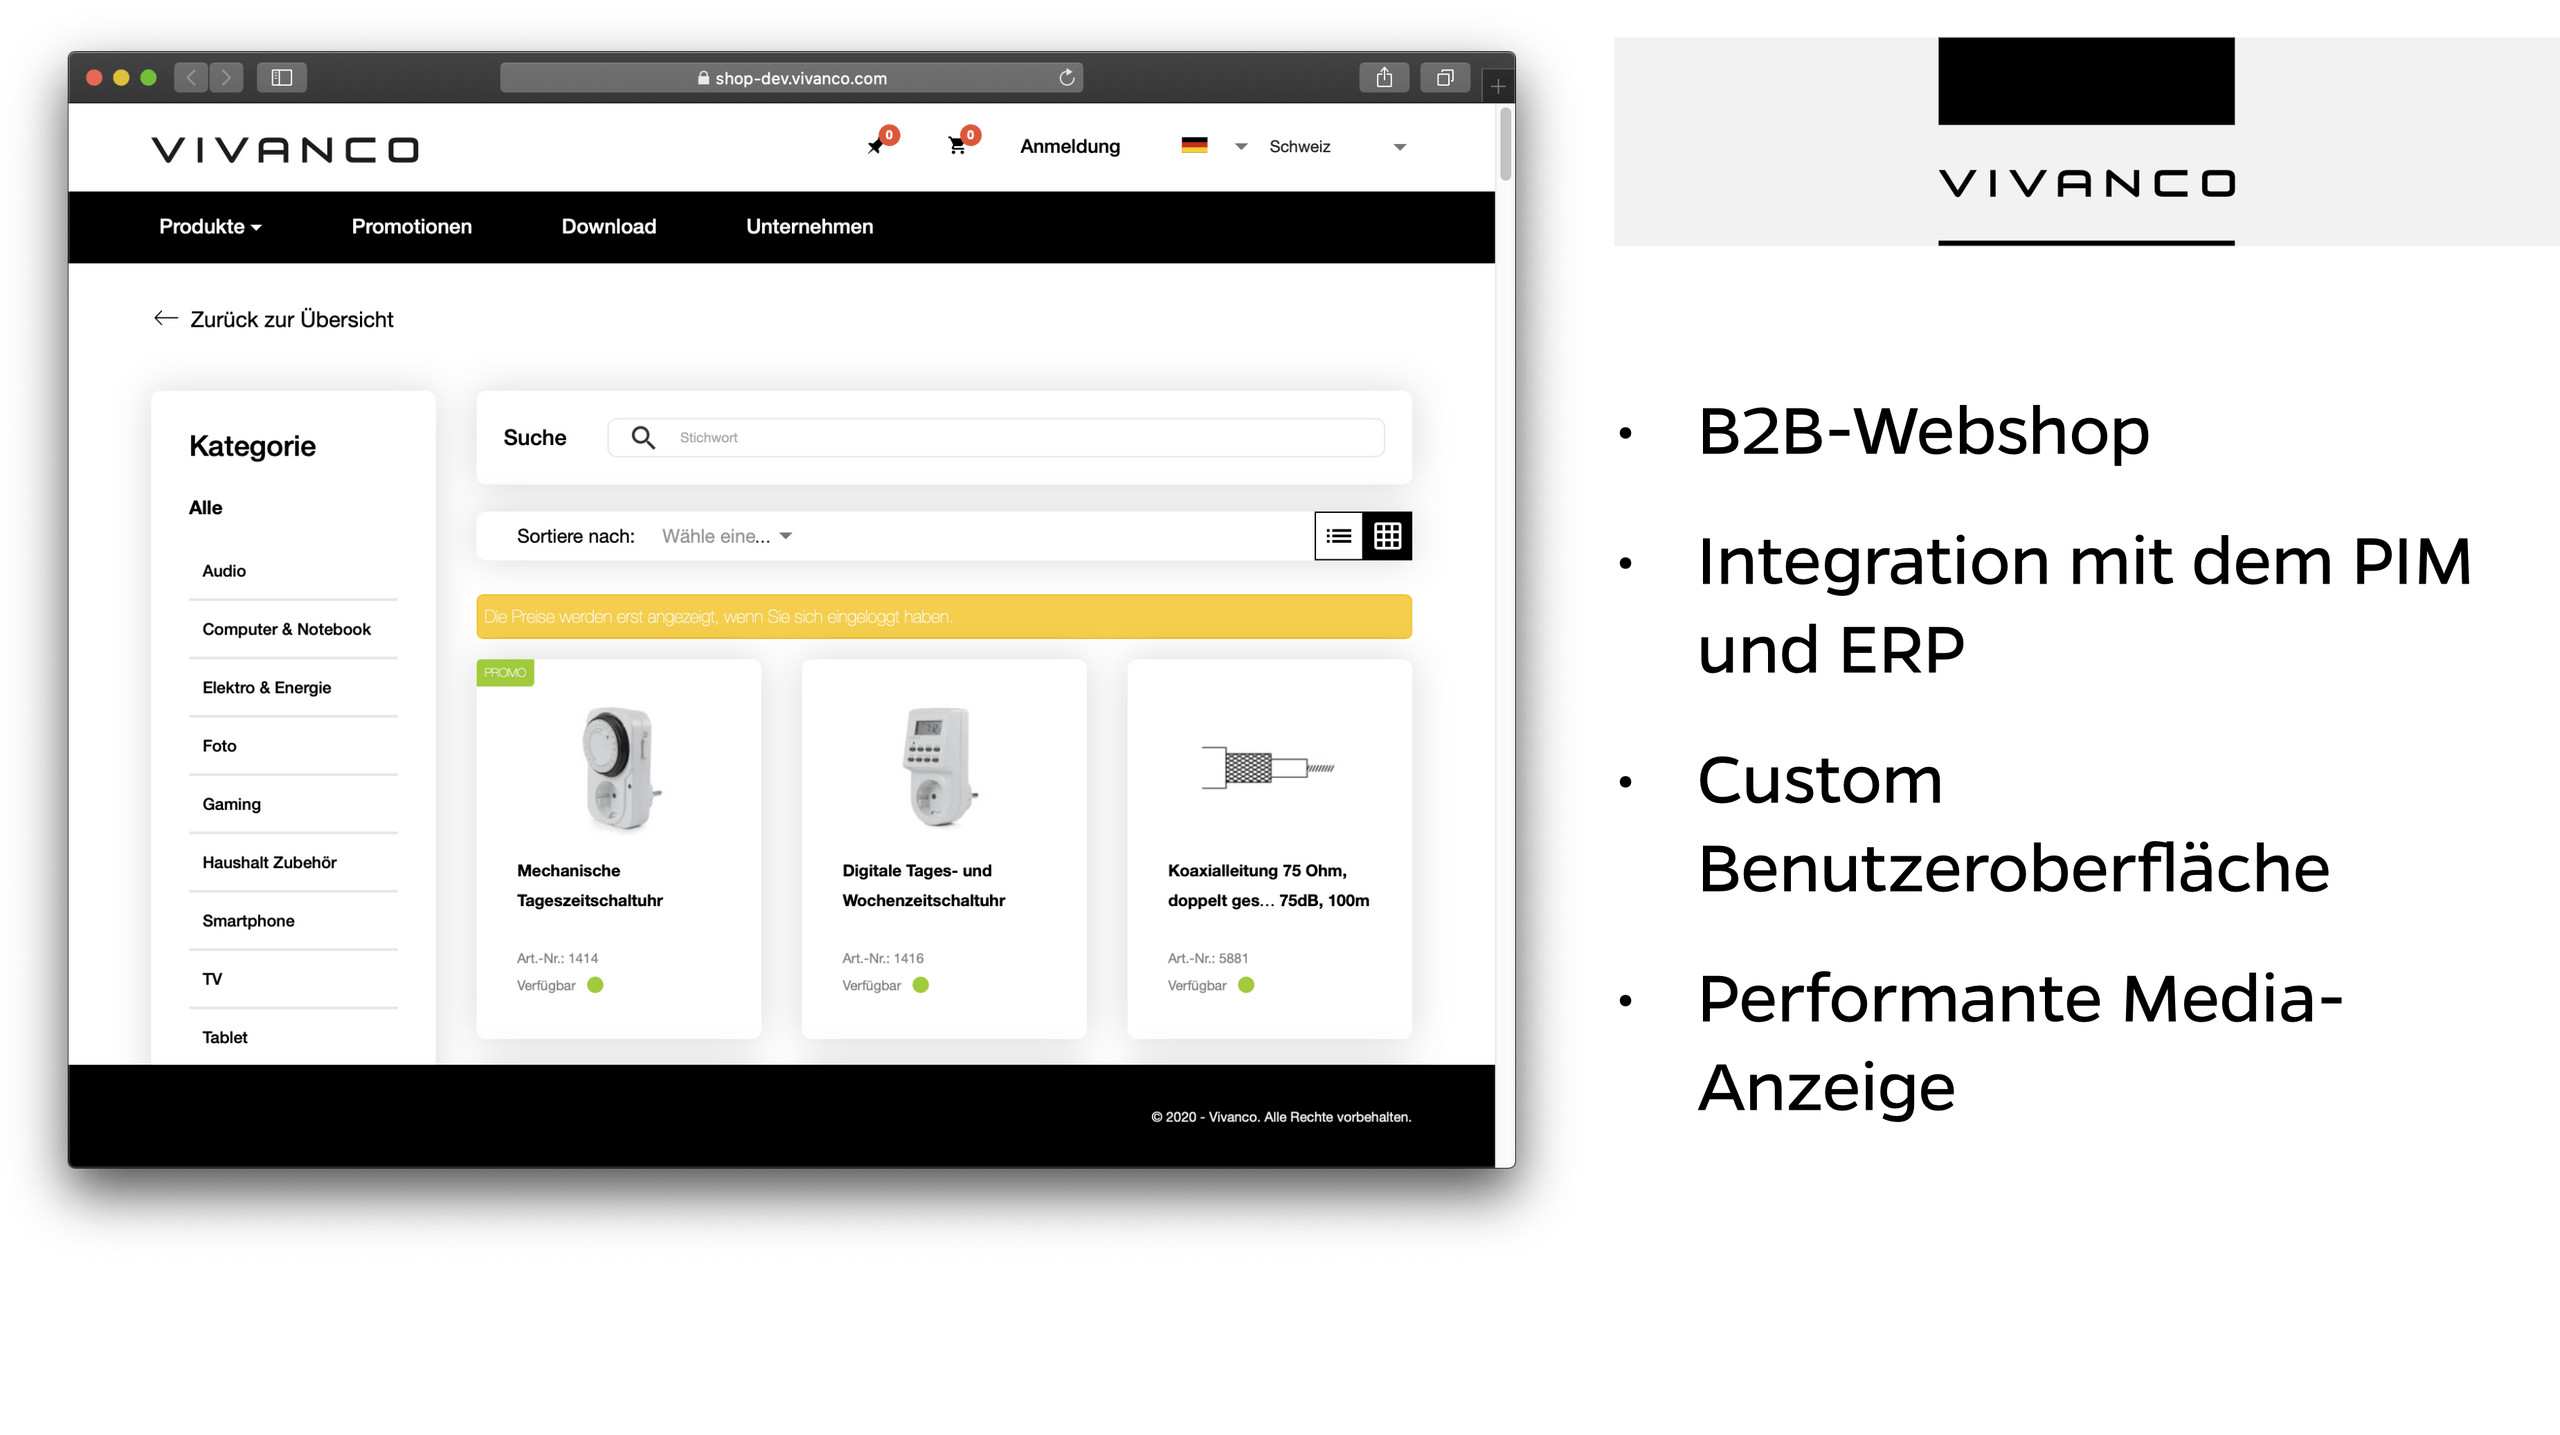 shop-dev.vivanco.com
VIVANCO
0
0
Anmeldung
Schweiz
Produkte
Promotionen
Download
Unternehmen
Zurück zur Übersicht
Kategorie
Alle
Audio
Computer & Notebook
Elektro & Energie
Foto
Gaming
Haushalt Zubehör
Smartphone
TV
Tablet
Suche
Stichwort
Sortiere nach:
Wähle eine...
Die Preise werden erst angezeigt, wenn Sie sich eingeloggt haben.
PROMO
Mechanische
Tageszeitschaltuhr
Art.-Nr.: 1414
Verfügbar
Digitale Tages- und
Wochenzeitschaltuhr
Art.-Nr.: 1416
Verfügbar
Koaxialleitung 75 Ohm,
doppelt ges... 75dB, 100m
Art.-Nr.: 5881
Verfügbar
© 2020 - Vivanco. Alle Rechte vorbehalten.
VIVANCO
• B2B-Webshop
• Integration mit dem PIM
und ERP
• Custom
Benutzeroberfläche
• Performante Media-
Anzeige